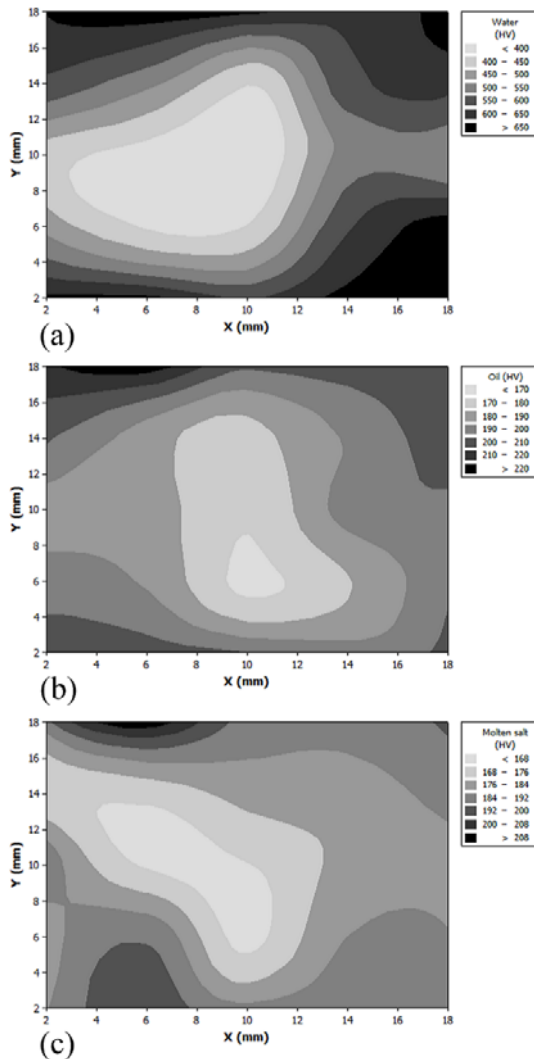 18
16
14
12
10
8
6
4
2
Y (mm)
2 4 6 8 10 12 14 16 18
X (mm)
(a)
Water
(HV)
< 400
400 – 450
450 – 500
500 – 550
550 – 600
600 – 650
> 650
18
16
14
12
10
8
6
4
2
Y (mm)
2 4 6 8 10 12 14 16 18
X (mm)
(b)
Oil (HV)
< 170
170 – 180
180 – 190
190 – 200
200 – 210
210 – 220
> 220
18
16
14
12
10
8
6
4
2
Y (mm)
2 4 6 8 10 12 14 16 18
X (mm)
(c)
Molten salt
(HV)
< 168
168 – 176
176 – 184
184 – 192
192 – 200
200 – 208
> 208